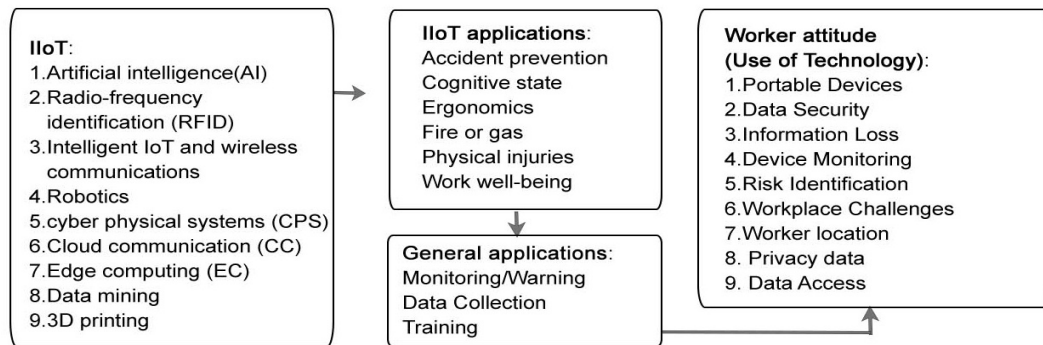 IIoT:
1.Artificial intelligence(AI)
2.Radio-frequency
identification (RFID)
3.Intelligent IoT and wireless
communications
4.Robotics
5.cyber physical systems (CPS)
6.Cloud communication (CC)
7.Edge computing (EC)
8.Data mining
9.3D printing
IIoT applications:
Accident prevention
Cognitive state
Ergonomics
Fire or gas
Physical injuries
Work well-being
General applications:
Monitoring/Warning
Data Collection
Training
Worker attitude
(Use of Technology):
1.Portable Devices
2.Data Security
3.Information Loss
4.Device Monitoring
5.Risk Identification
6.Workplace Challenges
7.Worker location
8. Privacy data
9. Data Access